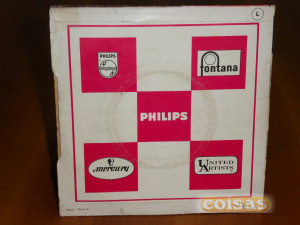 L
PHILIPS
fontana
PHILIPS
mercury
UNITED
ARTISTS
coisas